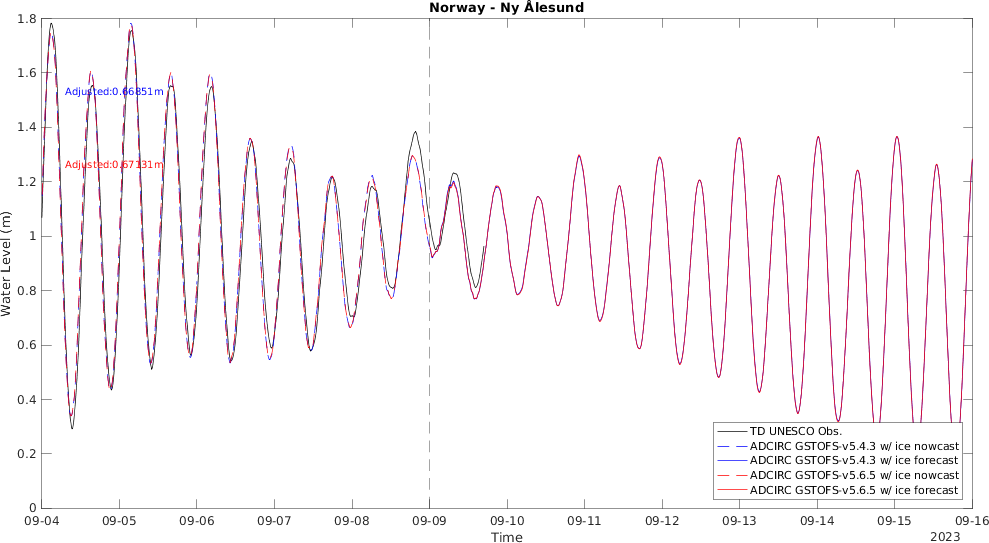 Norway - Ny Ålesund
1.8
1.6
1.4
1.2
1
0.8
0.6
0.4
0.2
0
Water Level (m)
Adjusted:0.66851m
Adjusted:0.67131m
TD UNESCO Obs.
ADCIRC GSTOFS-v5.4.3 w/ ice nowcast
ADCIRC GSTOFS-v5.4.3 w/ ice forecast
ADCIRC GSTOFS-v5.6.5 w/ ice nowcast
ADCIRC GSTOFS-v5.6.5 w/ ice forecast
09-04 09-05 09-06 09-07 09-08 09-09 09-10 09-11 09-12 09-13 09-14 09-15 09-16
Time
2023